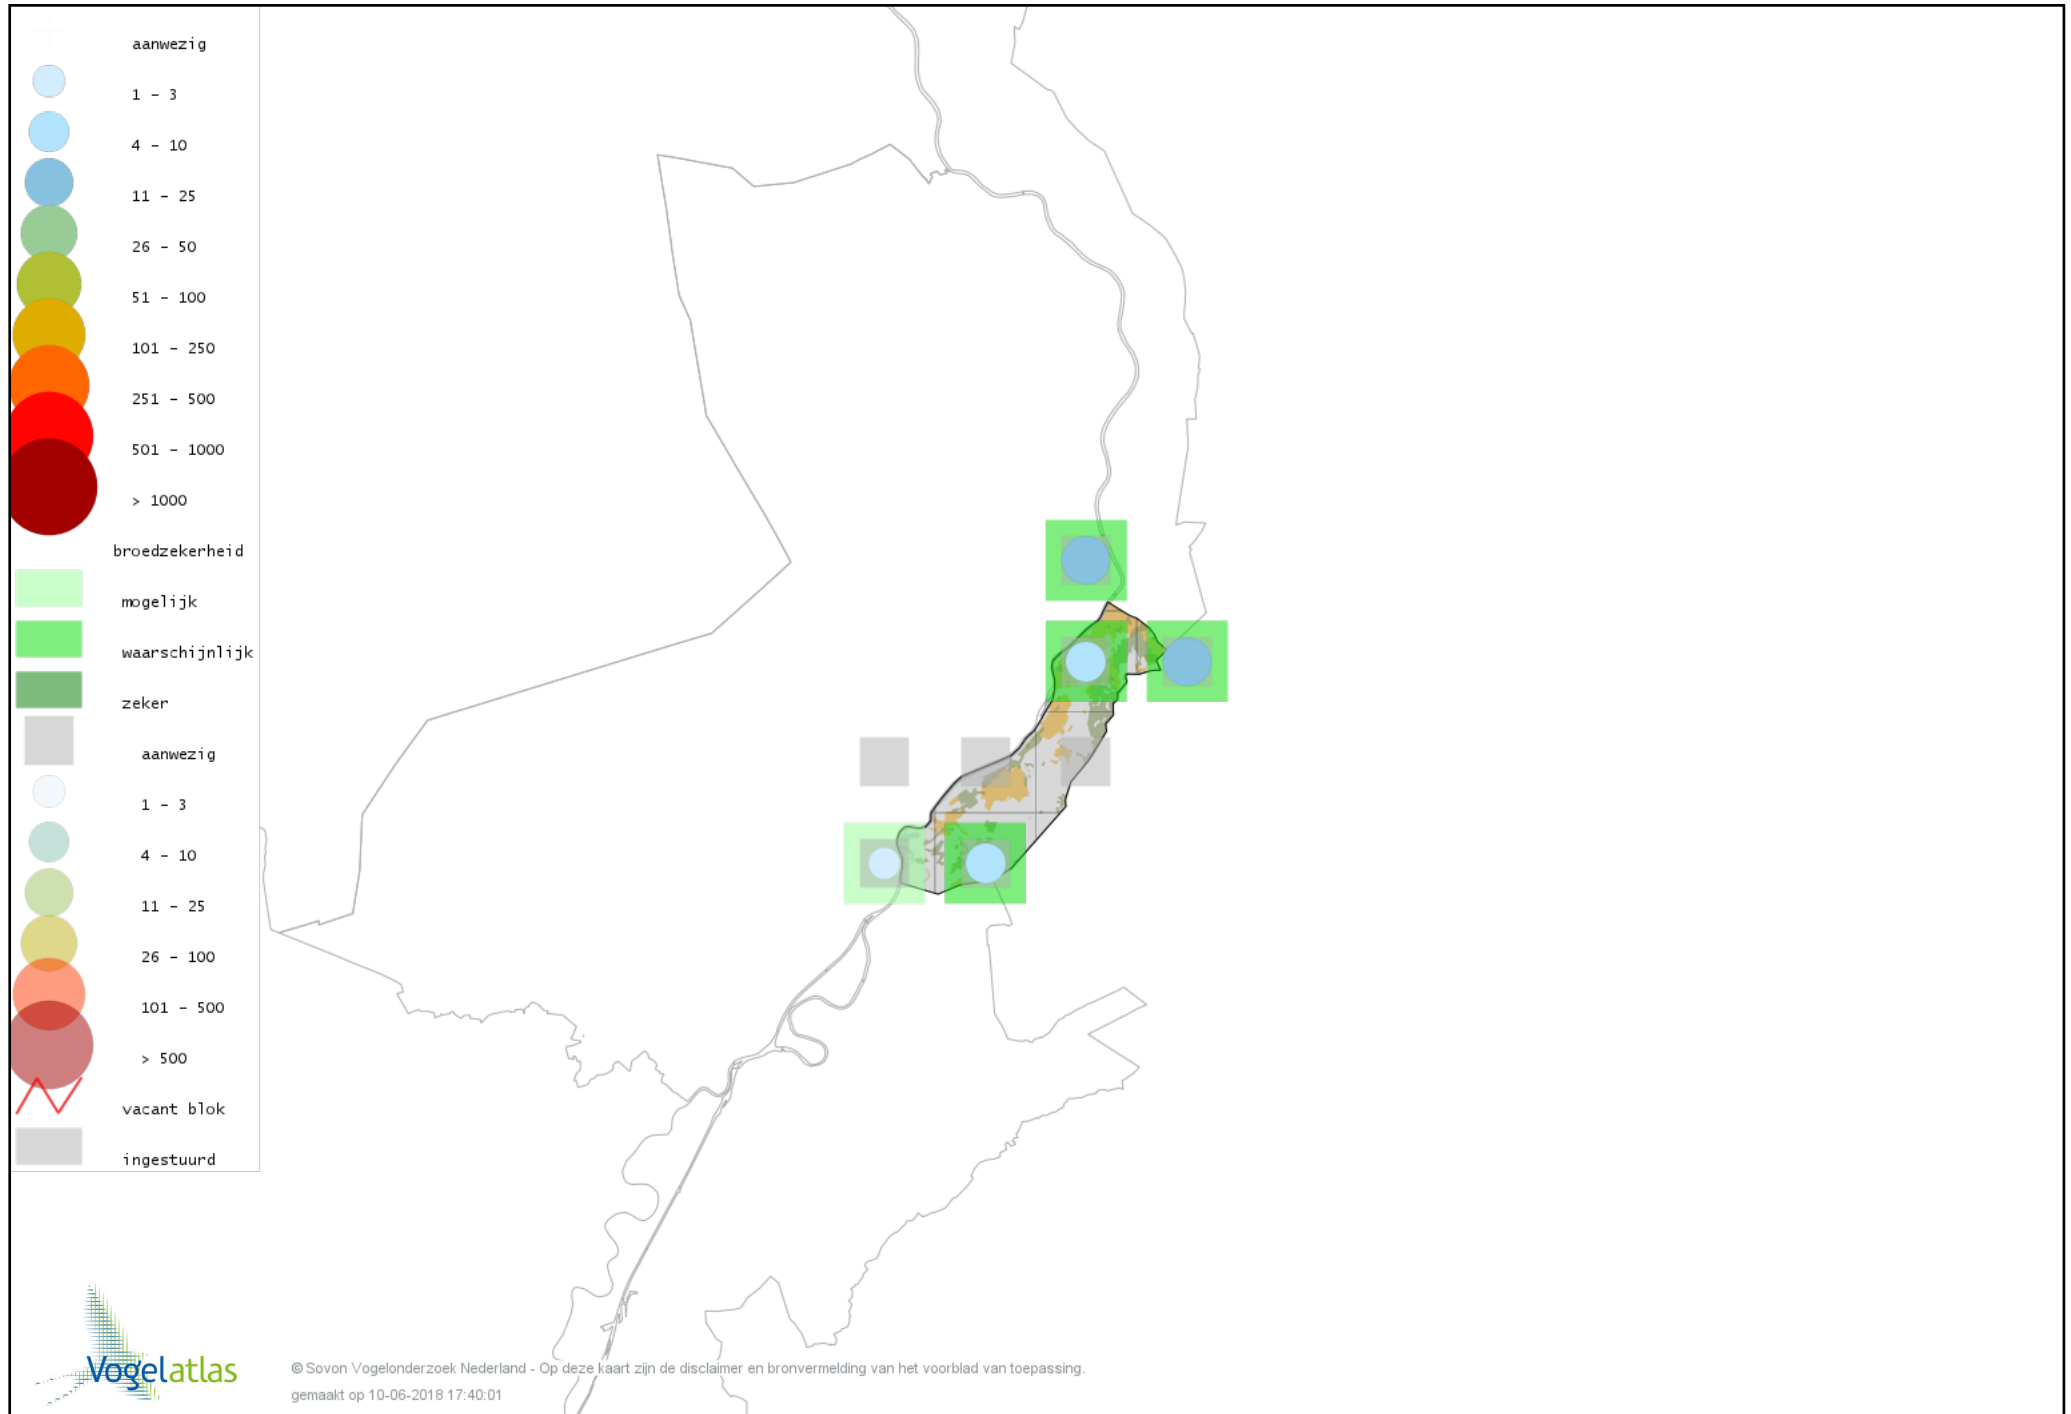 aanwezig
1 - 3
4 - 10
11 - 25
26 - 50
51 - 100
101 - 250
251 - 500
501 - 1000
> 1000
broedzekerheid
mogelijk
waarschijnlijk
zeker
aanwezig
1 - 3
4 - 10
11 - 25
26 - 100
101 - 500
> 500
vacant blok
ingestuurd
Vogelatlas
© Sovon Vogelonderzoek Nederland - Op deze kaart zijn de disclaimer en bronvermelding van het voorblad van toepassing.
gemaakt op 10-06-2018 17:40:01